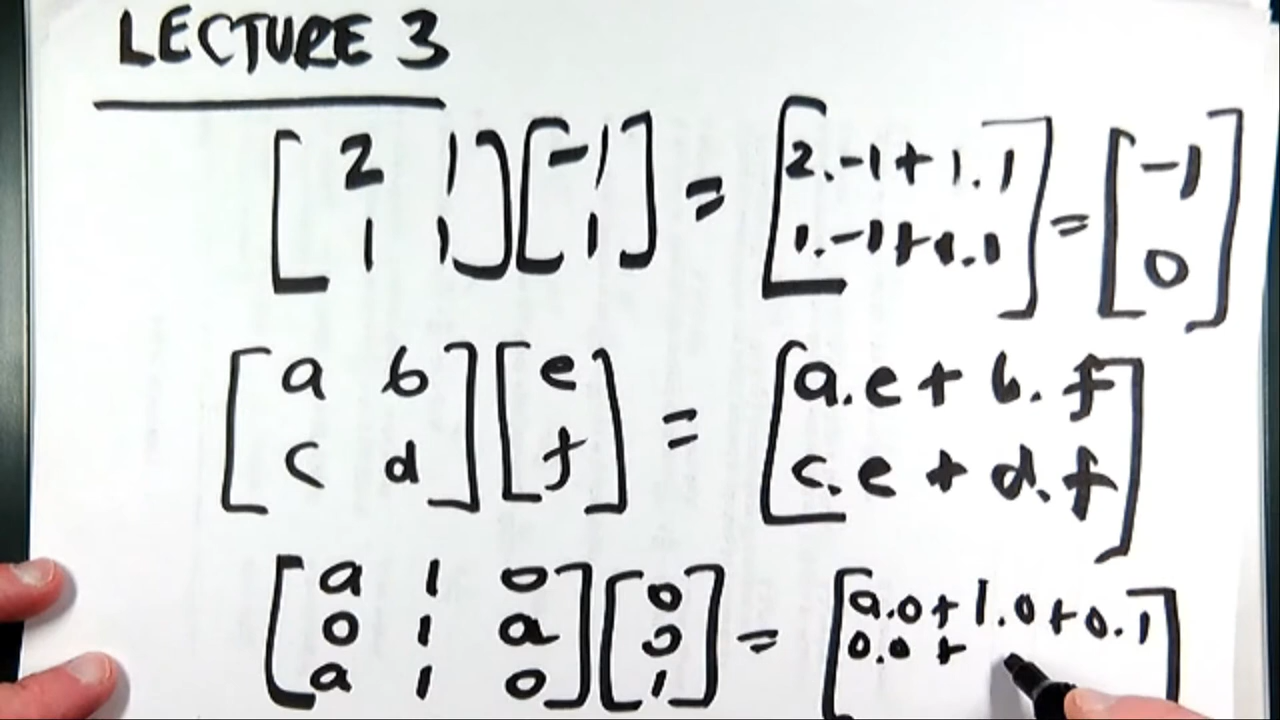 LECTURE 3
[2 1] [-1] = [2.-1 + 1.1] = [-1]
[1 1] [1] [1.-1 + 1.1] [0]
[a b] [e] = [a.e + b.f]
[c d] [f] [c.e + d.f]
[a 1 0] [0] = [a.0 + 1.0 + 0.1]
[0 1 a] [0] [0.0 +
[a 1 0] [1]